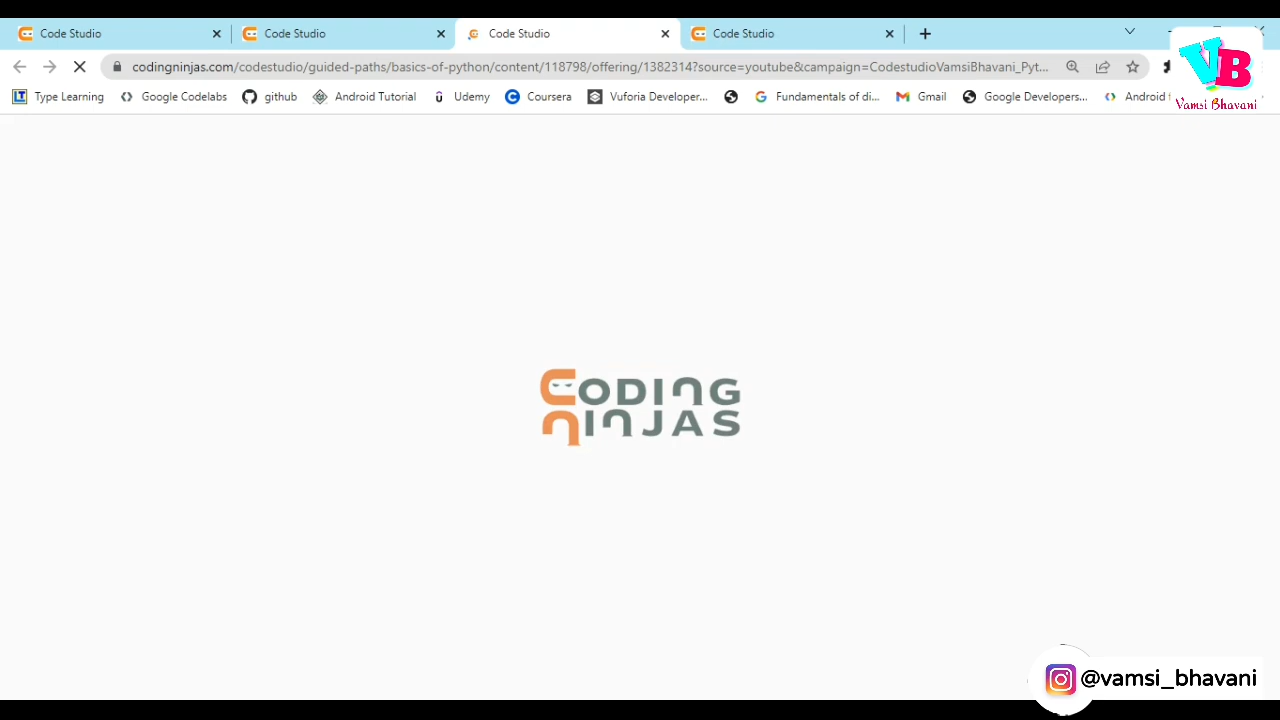 Code Studio
Code Studio
Code Studio
Code Studio
codingninjas.com/codestudio/guided-paths/basics-of-python/content/118798/offering/1382314?source=youtube&campaign=CodestudioVamsiBhavani_Pyt...
LT Type Learning
Google Codelabs
github
Android Tutorial
Udemy
Coursera
Vuforia Developer...
Fundamentals of di...
Gmail
Google Developers...
Android
VB
Vamsi Bhavani
CODING
NINJAS
@vamsi_bhavani